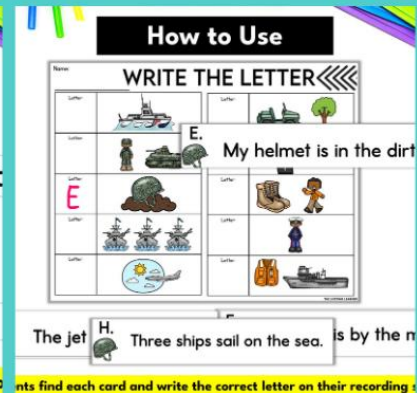 How to Use
Name:
WRITE THE LETTER
Letter
Letter
Letter
E.
My helmet is in the dirt
Letter
Letter
E
Letter
Letter
Letter
Letter
The jet
H.
Three ships sail on the sea.
is by the
find each card and write the correct letter on their recording